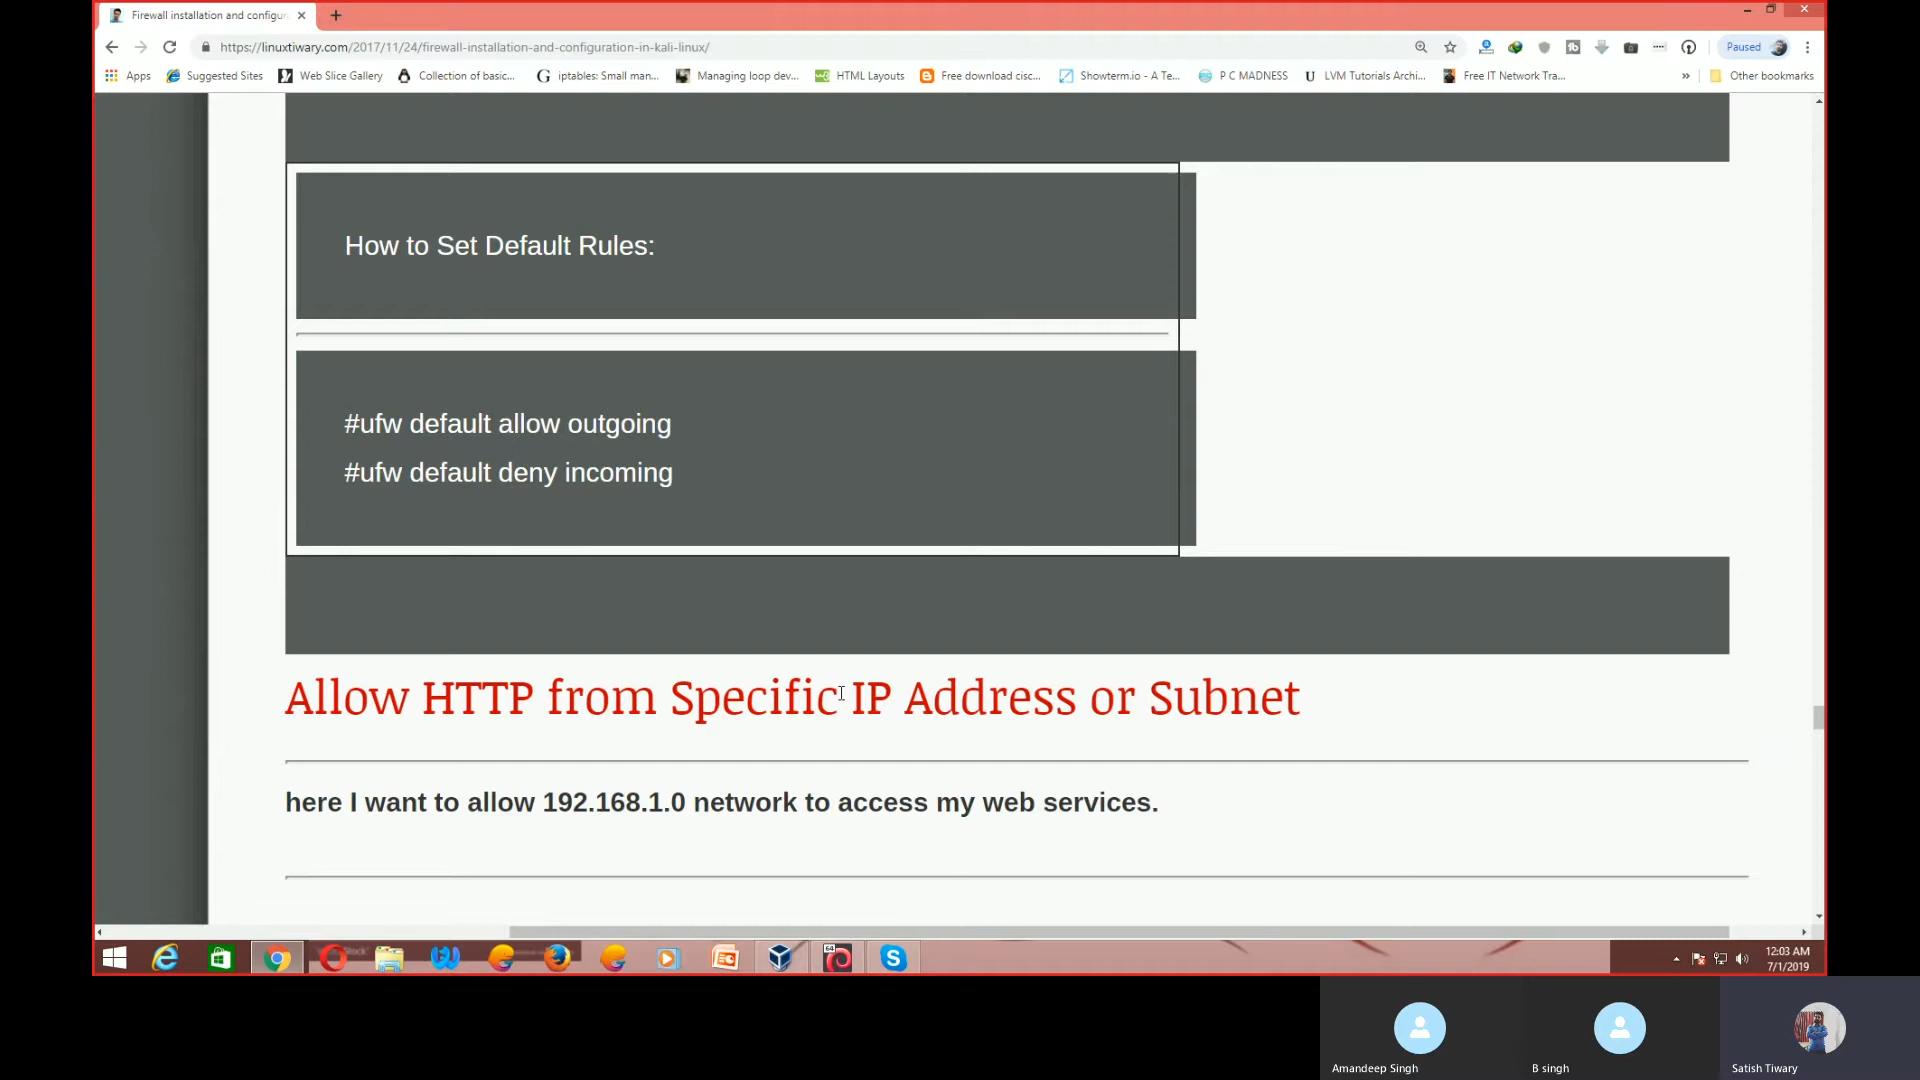 Firewall installation and configur
https://linuxtiwary.com/2017/11/24/firewall-installation-and-configuration-in-kali-linux/
Paused
Apps
Suggested Sites
Web Slice Gallery
Collection of basic...
iptables: Small man...
Managing loop dev...
HTML Layouts
Free download cisc...
Showterm.io - A Te...
P C MADNESS
LVM Tutorials Archi...
Free IT Network Tra...
» Other bookmarks
How to Set Default Rules:
#ufw default allow outgoing
#ufw default deny incoming
Allow HTTP from Specific IP Address or Subnet
here I want to allow 192.168.1.0 network to access my web services.
64
12:03 AM
7/1/2019
Amandeep Singh
B singh
Satish Tiwary